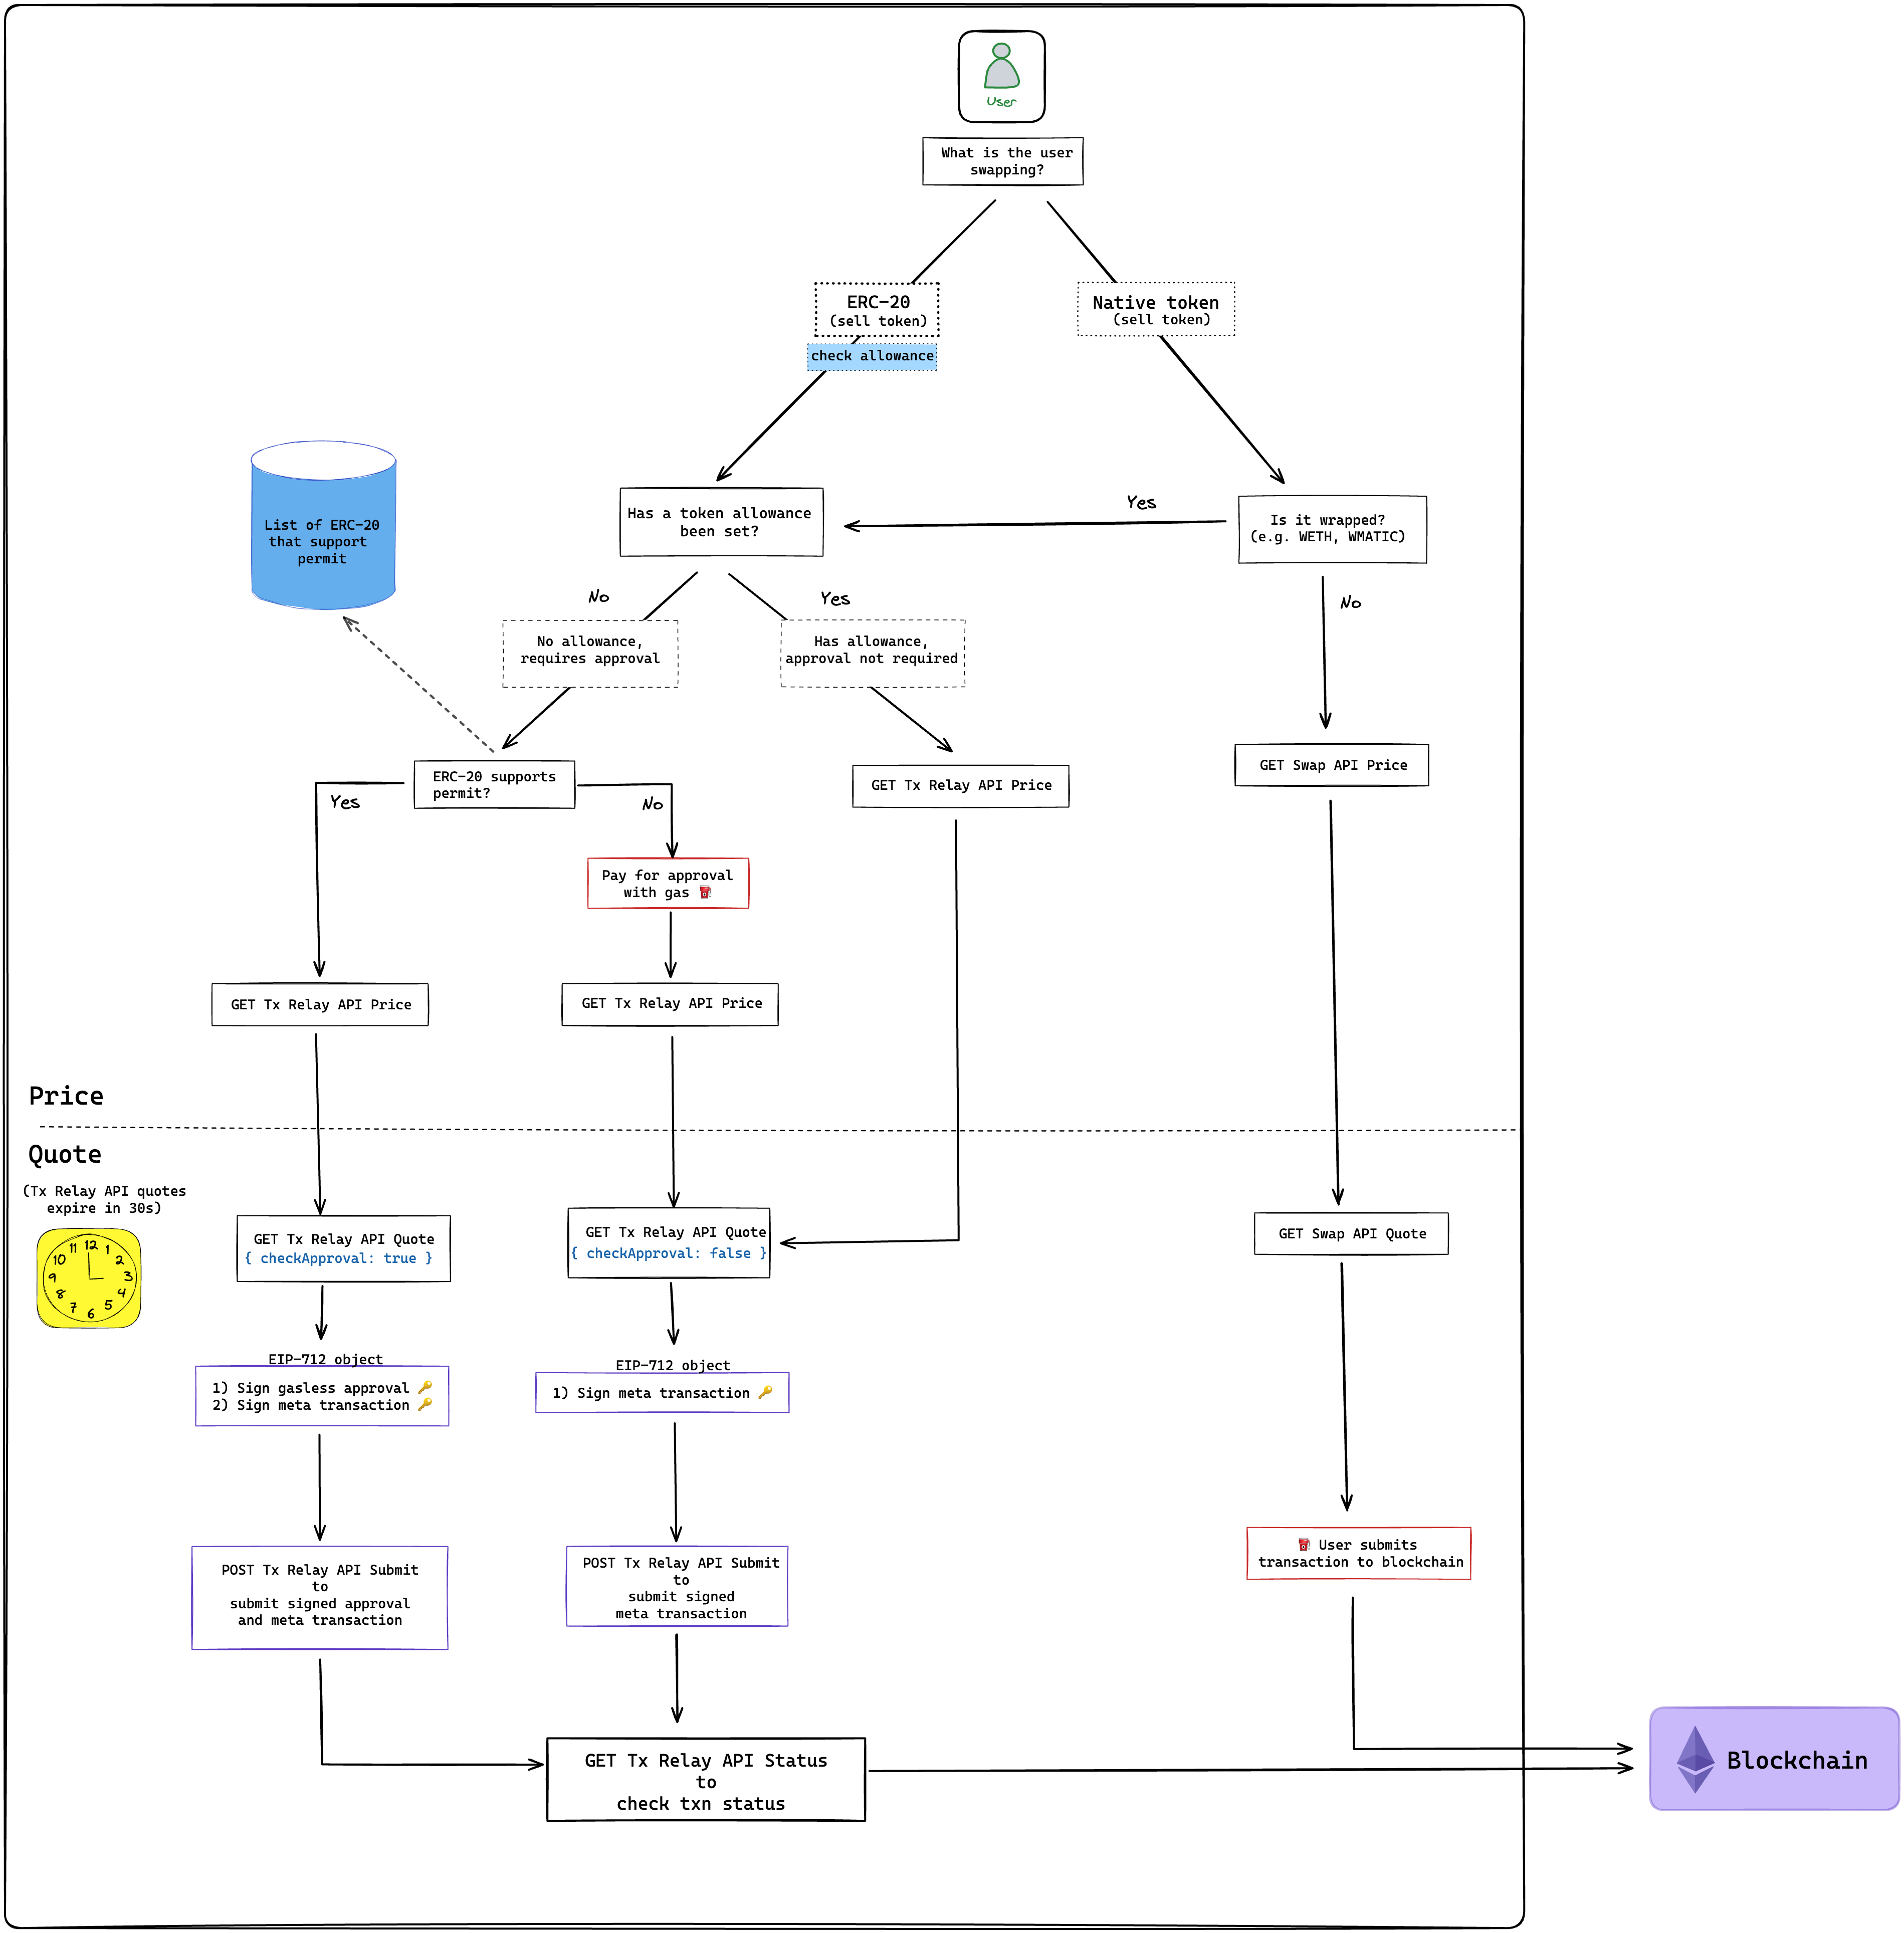 User
What is the user
swapping?
ERC-20
(sell token)
check allowance
Native token
(sell token)
List of ERC-20
that support
permit
Has a token allowance
been set?
Yes
Is it wrapped?
(e.g. WETH, WMATIC)
No
No allowance,
requires approval
Yes
Has allowance,
approval not required
No
ERC-20 supports
permit?
Yes
No
GET Tx Relay API Price
GET Swap API Price
Pay for approval
with gas
GET Tx Relay API Price
GET Tx Relay API Price
Price
Quote
(Tx Relay API quotes
expire in 30s)
12
1
2
3
4
5
6
7
8
9
10
11
GET Tx Relay API Quote
{ checkApproval: true }
GET Tx Relay API Quote
{ checkApproval: false }
GET Swap API Quote
EIP-712 object
1) Sign gasless approval
2) Sign meta transaction
EIP-712 object
1) Sign meta transaction
User submits
transaction to blockchain
POST Tx Relay API Submit
to
submit signed approval
and meta transaction
POST Tx Relay API Submit
to
submit signed
meta transaction
GET Tx Relay API Status
to
check txn status
Blockchain